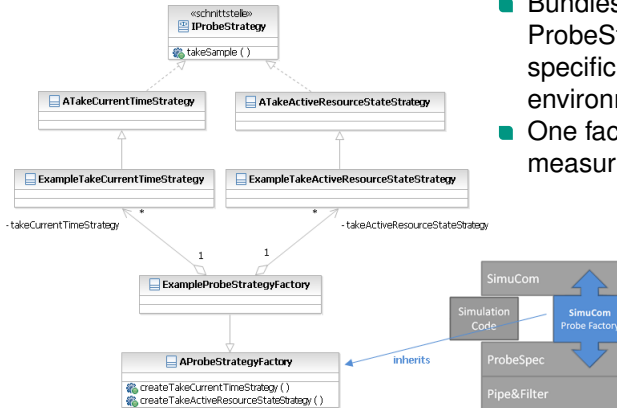 «schnittstelle»
IProbeStrategy
takeSample ( )
ATakeCurrentTimeStrategy
ATakeActiveResourceStateStrategy
ExampleTakeCurrentTimeStrategy
ExampleTakeActiveResourceStateStrategy
*
*
- takeCurrentTimeStrategy
- takeActiveResourceStateStrategy
1
1
ExampleProbeStrategyFactory
AProbeStrategyFactory
createTakeCurrentTimeStrategy ( )
createTakeActiveResourceStateStrategy ( )
inherits
Bundles
ProbeSt
specific
environ
One fac
measur
SimuCom
Simulation
Code
SimuCom
Probe Factory
ProbeSpec
Pipe&Filter